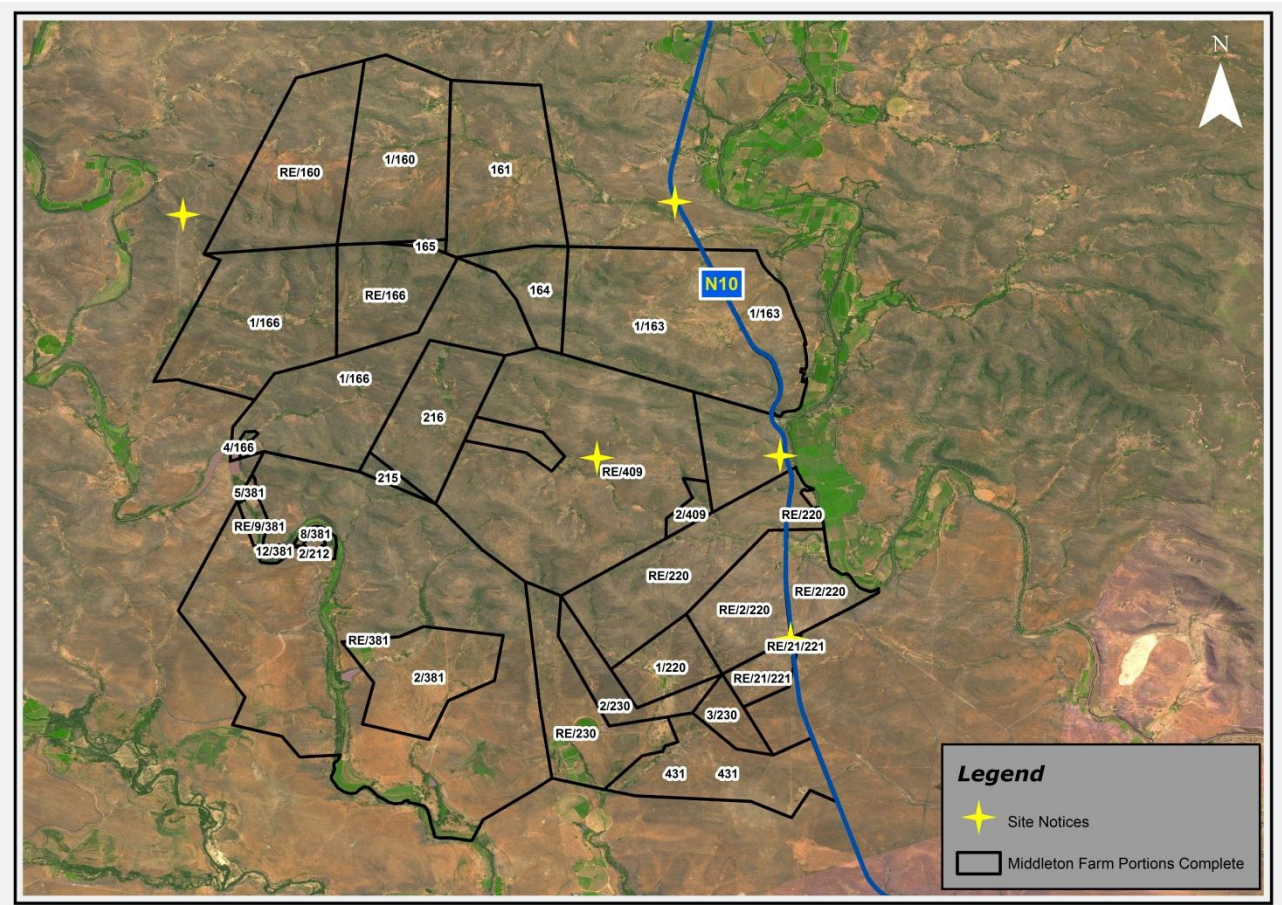 N
RE/160
1/160
161
165
RE/166
164
N10
1/163
1/166
1/163
1/166
216
4/166
RE/409
215
5/381
2/409
RE/220
RE/9/381
8/381
12/381
2/212
RE/220
RE/2/220
RE/2/220
RE/381
RE/21/221
1/220
2/381
RE/21/221
2/230
3/230
RE/230
431
431
Legend
Site Notices
Middleton Farm Portions Complete